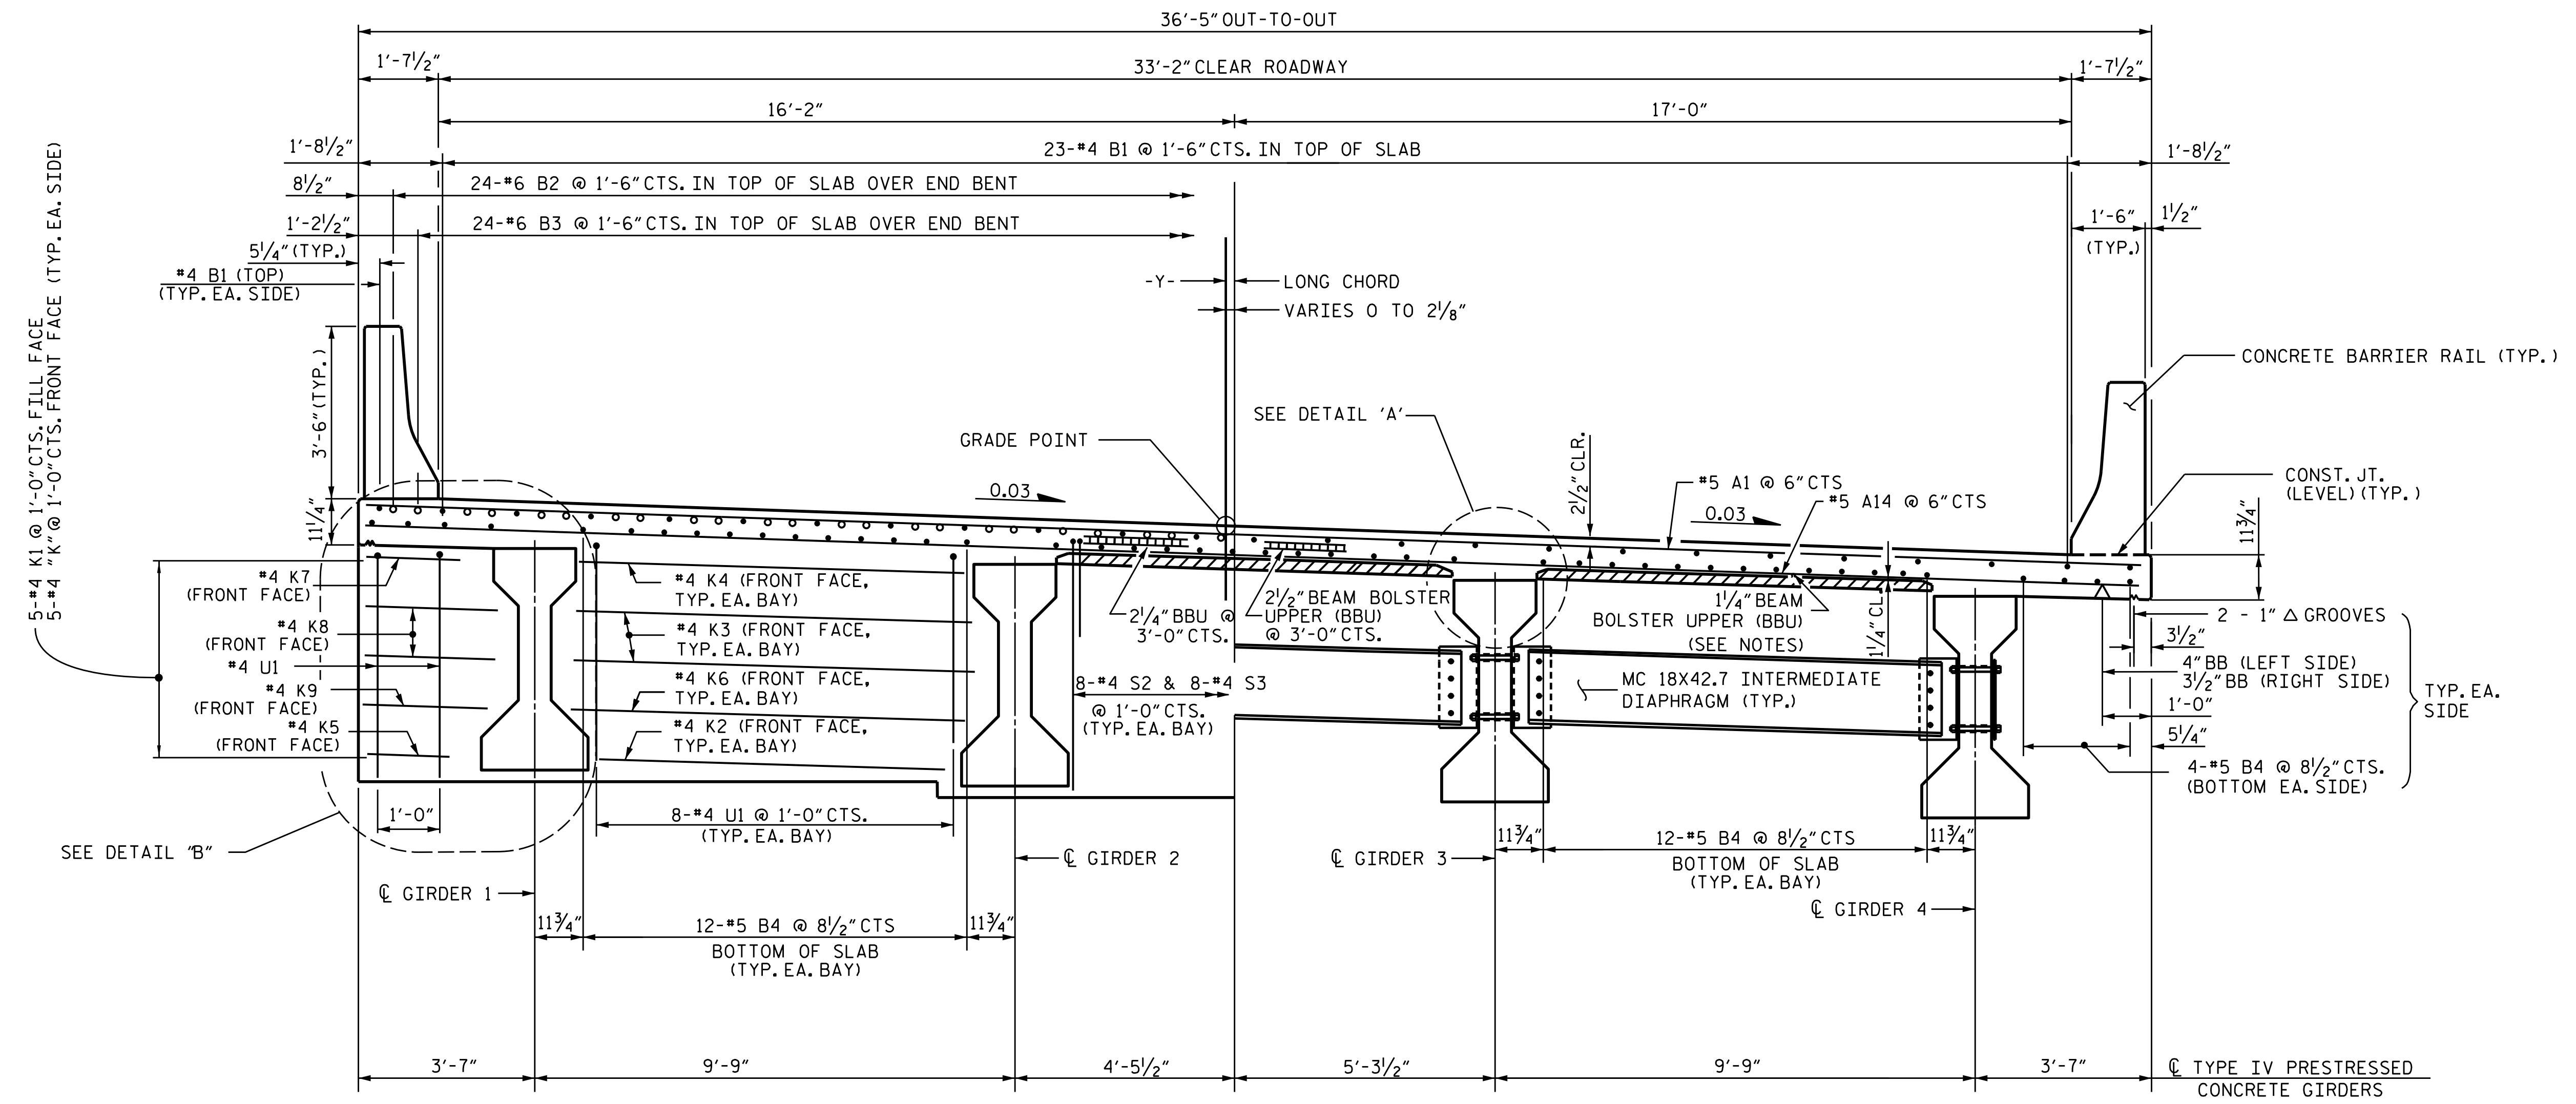 36'-5" OUT-TO-OUT
1'-7½"
33'-2" CLEAR ROADWAY
1'-7½"
16'-2"
17'-0"
1'-8½"
23-#4 B1 @ 1'-6" CTS. IN TOP OF SLAB
1'-8½"
8½"
24-#6 B2 @ 1'-6" CTS. IN TOP OF SLAB OVER END BENT
1'-2½"
24-#6 B3 @ 1'-6" CTS. IN TOP OF SLAB OVER END BENT
1'-6"
(TYP.)
1½"
5¼" (TYP.)
#4 B1 (TOP)
(TYP. EA. SIDE)
-Y-
LONG CHORD
VARIES 0 TO 2⅛"
5-#4 K1 @ 1'-0" CTS. FILL FACE
5-#4 "K" @ 1'-0" CTS. FRONT FACE (TYP. EA. SIDE)
3'-6" (TYP.)
11¼"
CONCRETE BARRIER RAIL (TYP.)
SEE DETAIL 'A'
GRADE POINT
2½" CLR.
0.03
#5 A1 @ 6" CTS
#5 A14 @ 6" CTS
0.03
CONST. JT.
(LEVEL) (TYP.)
11¾"
#4 K7
(FRONT FACE)
#4 K8
(FRONT FACE)
#4 U1
#4 K9
(FRONT FACE)
#4 K5
(FRONT FACE)
#4 K4 (FRONT FACE,
TYP. EA. BAY)
#4 K3 (FRONT FACE,
TYP. EA. BAY)
#4 K6 (FRONT FACE,
TYP. EA. BAY)
#4 K2 (FRONT FACE,
TYP. EA. BAY)
2¼" BBU @
3'-0" CTS.
2½" BEAM BOLSTER
UPPER (BBU)
@ 3'-0" CTS.
1¼" BEAM
BOLSTER UPPER (BBU)
(SEE NOTES)
1¼" CL.
8-#4 S2 & 8-#4 S3
@ 1'-0" CTS.
(TYP. EA. BAY)
MC 18X42.7 INTERMEDIATE
DIAPHRAGM (TYP.)
2 - 1" △ GROOVES
3½"
4" BB (LEFT SIDE)
3½" BB (RIGHT SIDE)
1'-0"
5¼"
4-#5 B4 @ 8½" CTS.
(BOTTOM EA. SIDE)
TYP. EA.
SIDE
1'-0"
8-#4 U1 @ 1'-0" CTS.
(TYP. EA. BAY)
SEE DETAIL "B"
℄ GIRDER 1
℄ GIRDER 2
℄ GIRDER 3
11¾"
12-#5 B4 @ 8½" CTS
11¾"
BOTTOM OF SLAB
(TYP. EA. BAY)
℄ GIRDER 4
11¾"
12-#5 B4 @ 8½" CTS
11¾"
BOTTOM OF SLAB
(TYP. EA. BAY)
3'-7"
9'-9"
4'-5½"
5'-3½"
9'-9"
3'-7"
℄ TYPE IV PRESTRESSED
CONCRETE GIRDERS